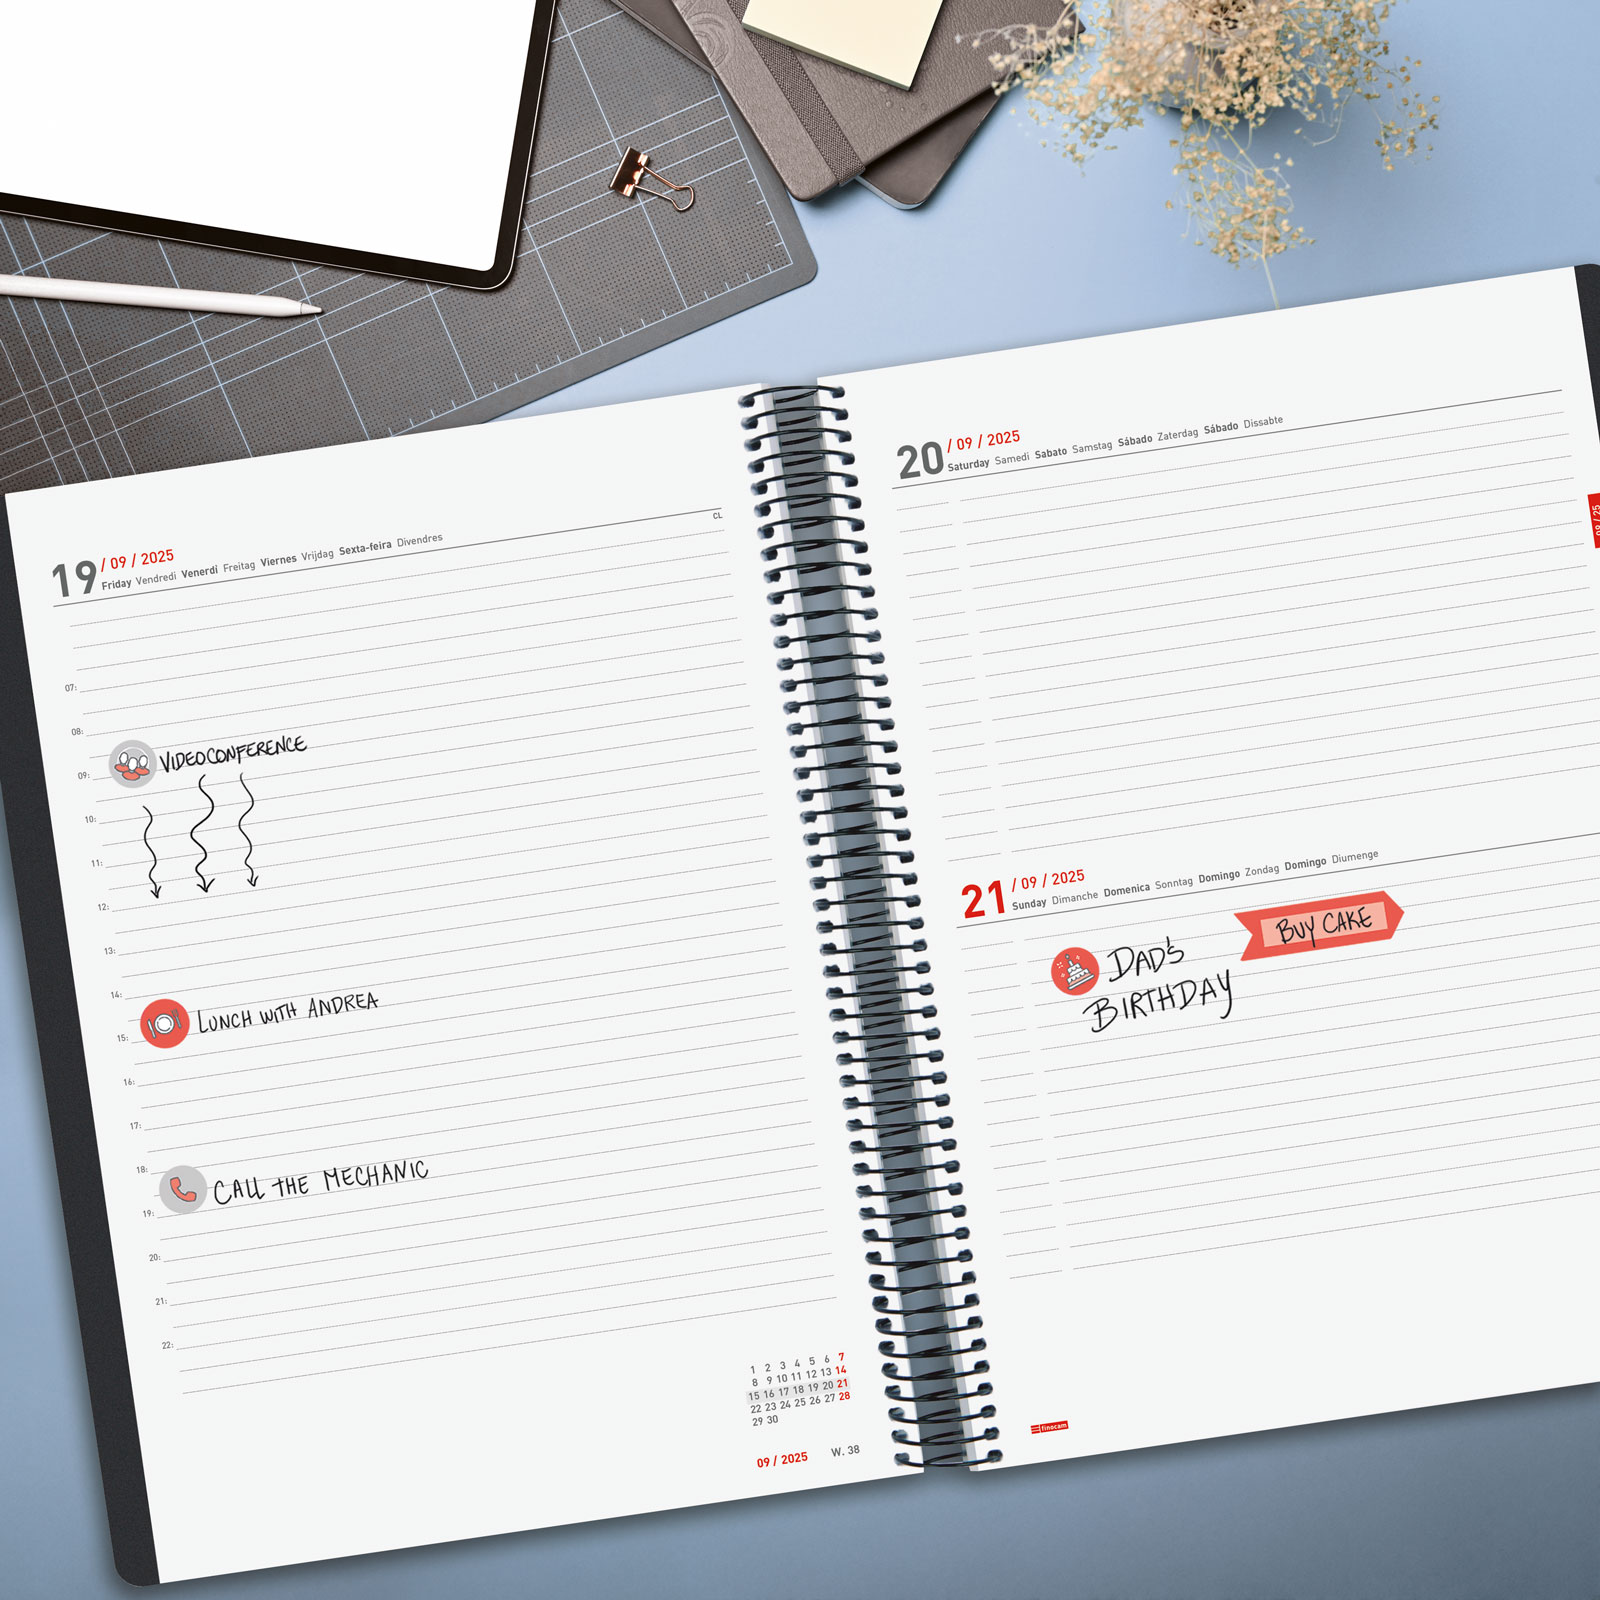 19 / 09 / 2025
Friday Vendredi Venerdi Freitag Viernes Vrijdag Sexta-feira Divendres
CL
07:
08:
09:
VIDEOCONFERENCE
10:
11:
12:
13:
14:
LUNCH WITH ANDREA
15:
16:
17:
18:
CALL THE MECHANIC
19:
20:
21:
22:
1 2 3 4 5 6 7
8 9 10 11 12 13 14
15 16 17 18 19 20 21
22 23 24 25 26 27 28
29 30
09 / 2025 W. 38
20 / 09 / 2025
Saturday Samedi Sabato Samstag Sábado Zaterdag Sábado Dissabte
09 / 25
21 / 09 / 2025
Sunday Dimanche Domenica Sonntag Domingo Zondag Domingo Diumenge
BUY CAKE
DAD'S
BIRTHDAY
finocam